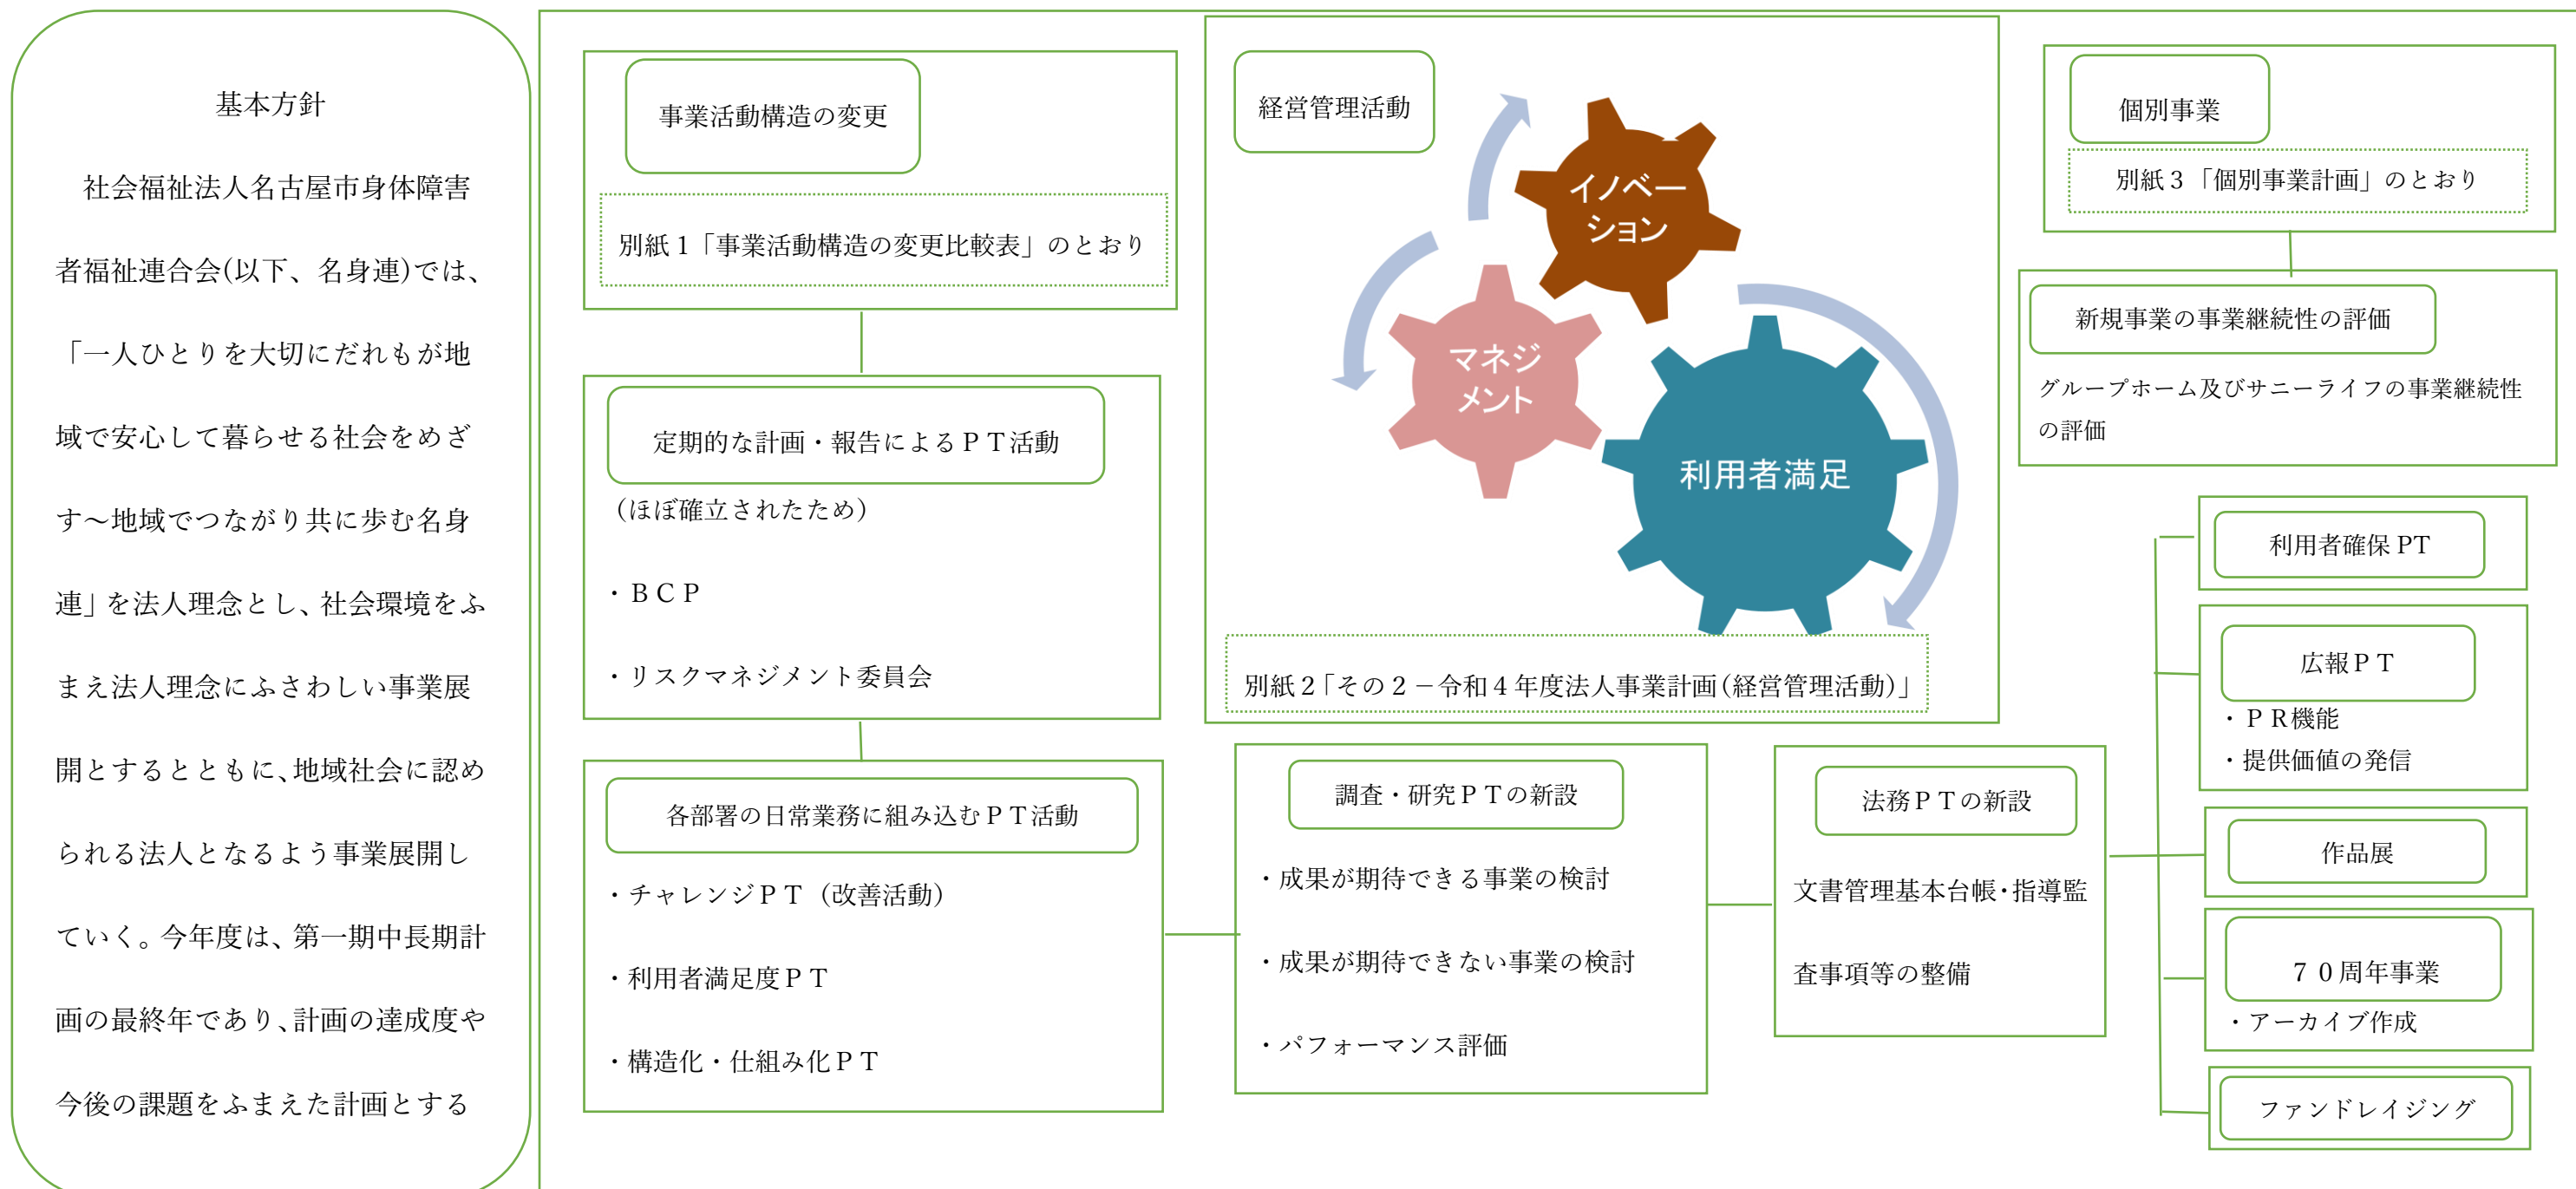 基本方針
社会福祉法人名古屋市身体障害
者福祉連合会(以下、名身連)では、
「一人ひとりを大切にだれもが地
域で安心して暮らせる社会をめざ
す～地域でつながり共に歩む名身
連」を法人理念とし、社会環境をふ
まえ法人理念にふさわしい事業展
開とするとともに、地域社会に認め
られる法人となるよう事業展開し
ていく。今年度は、第一期中長期計
画の最終年であり、計画の達成度や
今後の課題をふまえた計画とする
事業活動構造の変更
別紙1「事業活動構造の変更比較表」のとおり
定期的な計画・報告によるＰＴ活動
（ほぼ確立されたため）
・ＢＣＰ
・リスクマネジメント委員会
各部署の日常業務に組み込むＰＴ活動
・チャレンジＰＴ（改善活動）
・利用者満足度ＰＴ
・構造化・仕組み化ＰＴ
経営管理活動
イノベー
ション
マネジ
メント
利用者満足
別紙2「その２－令和４年度法人事業計画(経営管理活動)」
調査・研究ＰＴの新設
・成果が期待できる事業の検討
・成果が期待できない事業の検討
・パフォーマンス評価
法務ＰＴの新設
文書管理基本台帳・指導監
査事項等の整備
個別事業
別紙3「個別事業計画」のとおり
新規事業の事業継続性の評価
グループホーム及びサニーライフの事業継続性
の評価
利用者確保 PT
広報ＰＴ
・ＰＲ機能
・提供価値の発信
作品展
７０周年事業
・アーカイブ作成
ファンドレイジング